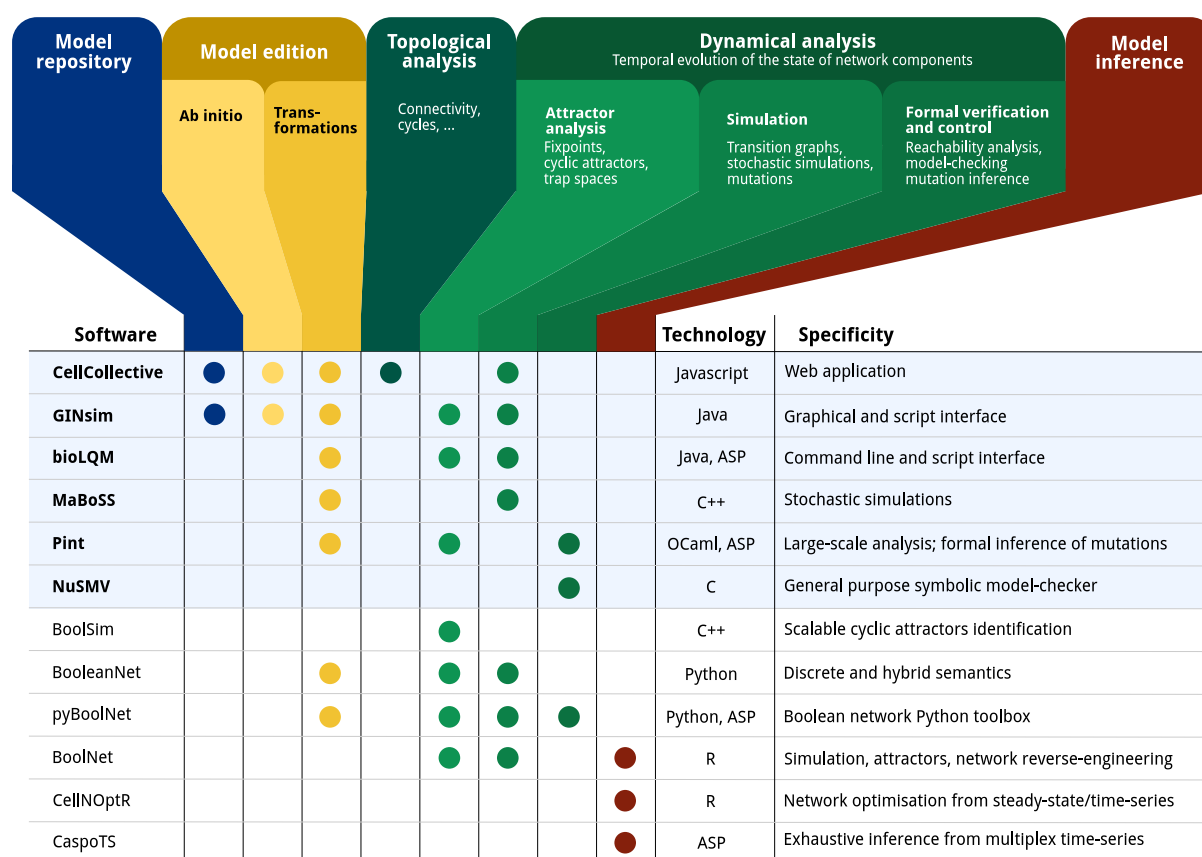 Model
repository
Model edition
Topological
analysis
Dynamical analysis
Temporal evolution of the state of network components
Model
inference
Ab initio
Trans-
formations
Connectivity,
cycles, ...
Attractor
analysis
Fixpoints,
cyclic attractors,
trap spaces
Simulation
Transition graphs,
stochastic simulations,
mutations
Formal verification
and control
Reachability analysis,
model-checking
mutation inference
Software Technology Specificity
CellCollective Javascript Web application
GINsim Java Graphical and script interface
bioLQM Java, ASP Command line and script interface
MaBoSS C++ Stochastic simulations
Pint OCaml, ASP Large-scale analysis; formal inference of mutations
NuSMV C General purpose symbolic model-checker
BoolSim C++ Scalable cyclic attractors identification
BooleanNet Python Discrete and hybrid semantics
pyBoolNet Python, ASP Boolean network Python toolbox
BoolNet R Simulation, attractors, network reverse-engineering
CellNOptR R Network optimisation from steady-state/time-series
CaspoTS ASP Exhaustive inference from multiplex time-series